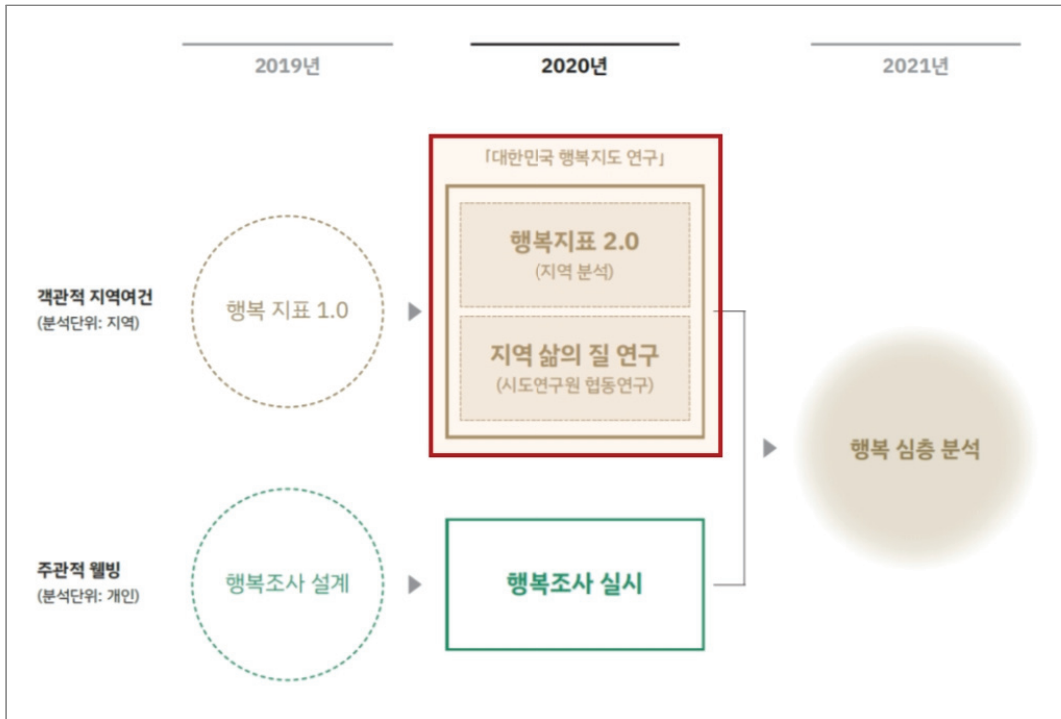 2019년
2020년
2021년
「대한민국 행복지도 연구」
행복지표 2.0
(지역 분석)
객관적 지역여건
(분석단위: 지역)
행복 지표 1.0
지역 삶의 질 연구
(시도연구원 협동연구)
행복 심층 분석
주관적 웰빙
(분석단위: 개인)
행복조사 설계
행복조사 실시